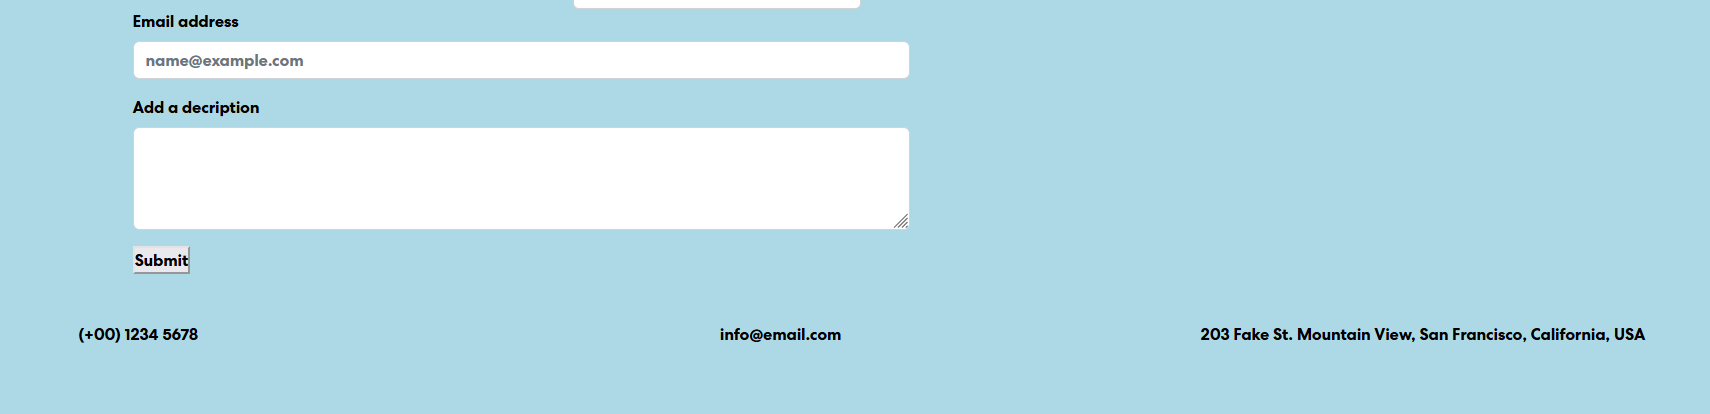 Email address
name@example.com
Add a decription
Submit
(+00) 1234 5678
info@email.com
203 Fake St. Mountain View, San Francisco, California, USA